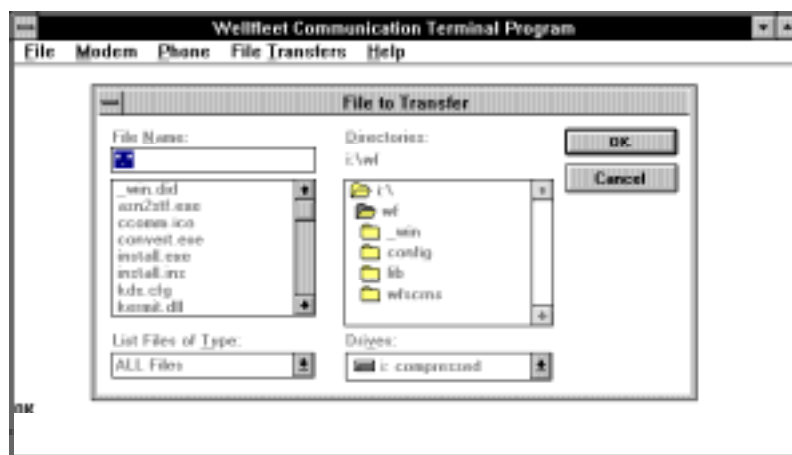 Wellfleet Communication Terminal Program
File Modem Phone File Transfers Help
File to Transfer
File Name:
*.*
_win.did
asn2stf.exe
ccomm.ico
convert.exe
install.exe
install.inc
kds.cfg
kermit.dll
List Files of Type:
ALL Files
Directories:
i:\wf
i:\
wf
_win
config
lib
wfscms
Drives:
i: compressed
OK
Cancel
OK